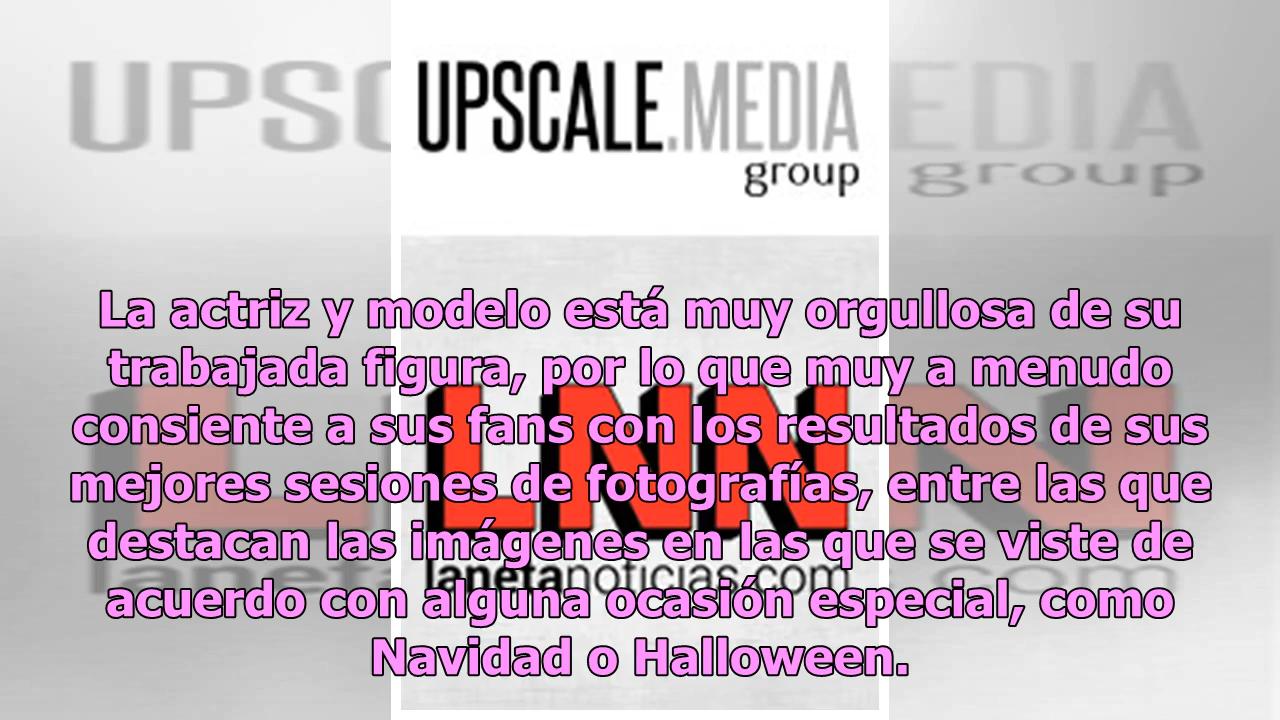 UPSCALE.MEDIA
group
La actriz y modelo está muy orgullosa de su
trabajada figura, por lo que muy a menudo
consiente a sus fans con los resultados de sus
mejores sesiones de fotografías, entre las que
destacan las imágenes en las que se viste de
acuerdo con alguna ocasión especial, como
Navidad o Halloween.
LNN
lanetanoticias.com